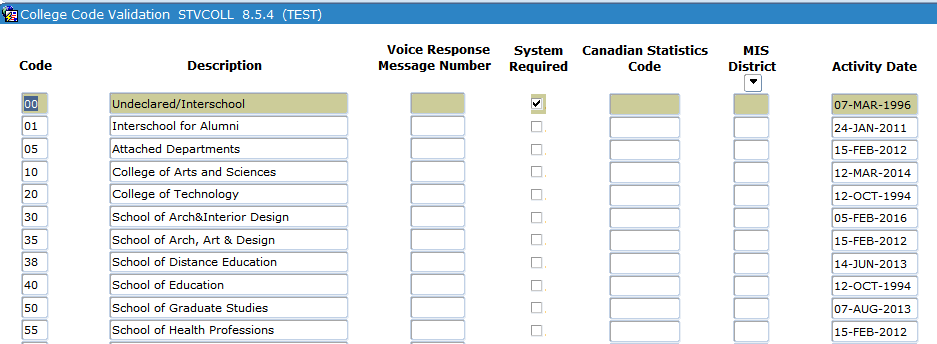 College Code Validation STVCOLL 8.5.4 (TEST)
Code Description Voice Response Message Number System Required Canadian Statistics Code MIS District Activity Date
00 Undeclared/Interschool 07-MAR-1996
01 Interschool for Alumni 24-JAN-2011
05 Attached Departments 15-FEB-2012
10 College of Arts and Sciences 12-MAR-2014
20 College of Technology 12-OCT-1994
30 School of Arch&Interior Design 05-FEB-2016
35 School of Arch, Art & Design 15-FEB-2012
38 School of Distance Education 14-JUN-2013
40 School of Education 12-OCT-1994
50 School of Graduate Studies 07-AUG-2013
55 School of Health Professions 15-FEB-2012